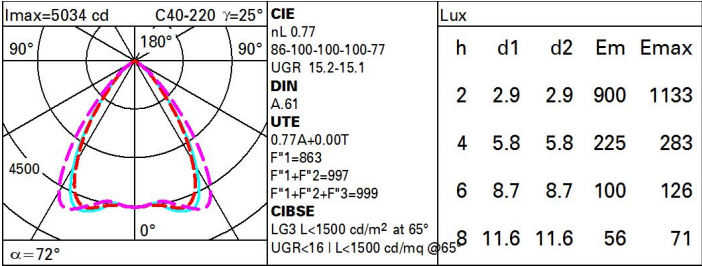 Imax=5034 cd C40-220 γ=25°
90° 180° 90°
4500
0°
α=72°
CIE
nL 0.77
86-100-100-100-77
UGR 15.2-15.1
DIN
A.61
UTE
0.77A+0.00T
F"1=863
F"1+F"2=997
F"1+F"2+F"3=999
CIBSE
LG3 L<1500 cd/m² at 65°
UGR<16 | L<1500 cd/mq @65°
Lux
h d1 d2 Em Emax
2 2.9 2.9 900 1133
4 5.8 5.8 225 283
6 8.7 8.7 100 126
8 11.6 11.6 56 71